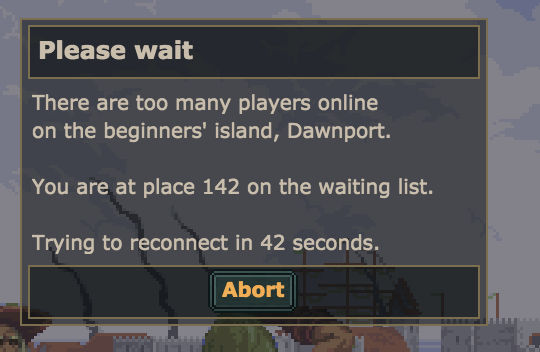 Please wait
There are too many players online
on the beginners' island, Dawnport.
You are at place 142 on the waiting list.
Trying to reconnect in 42 seconds.
Abort